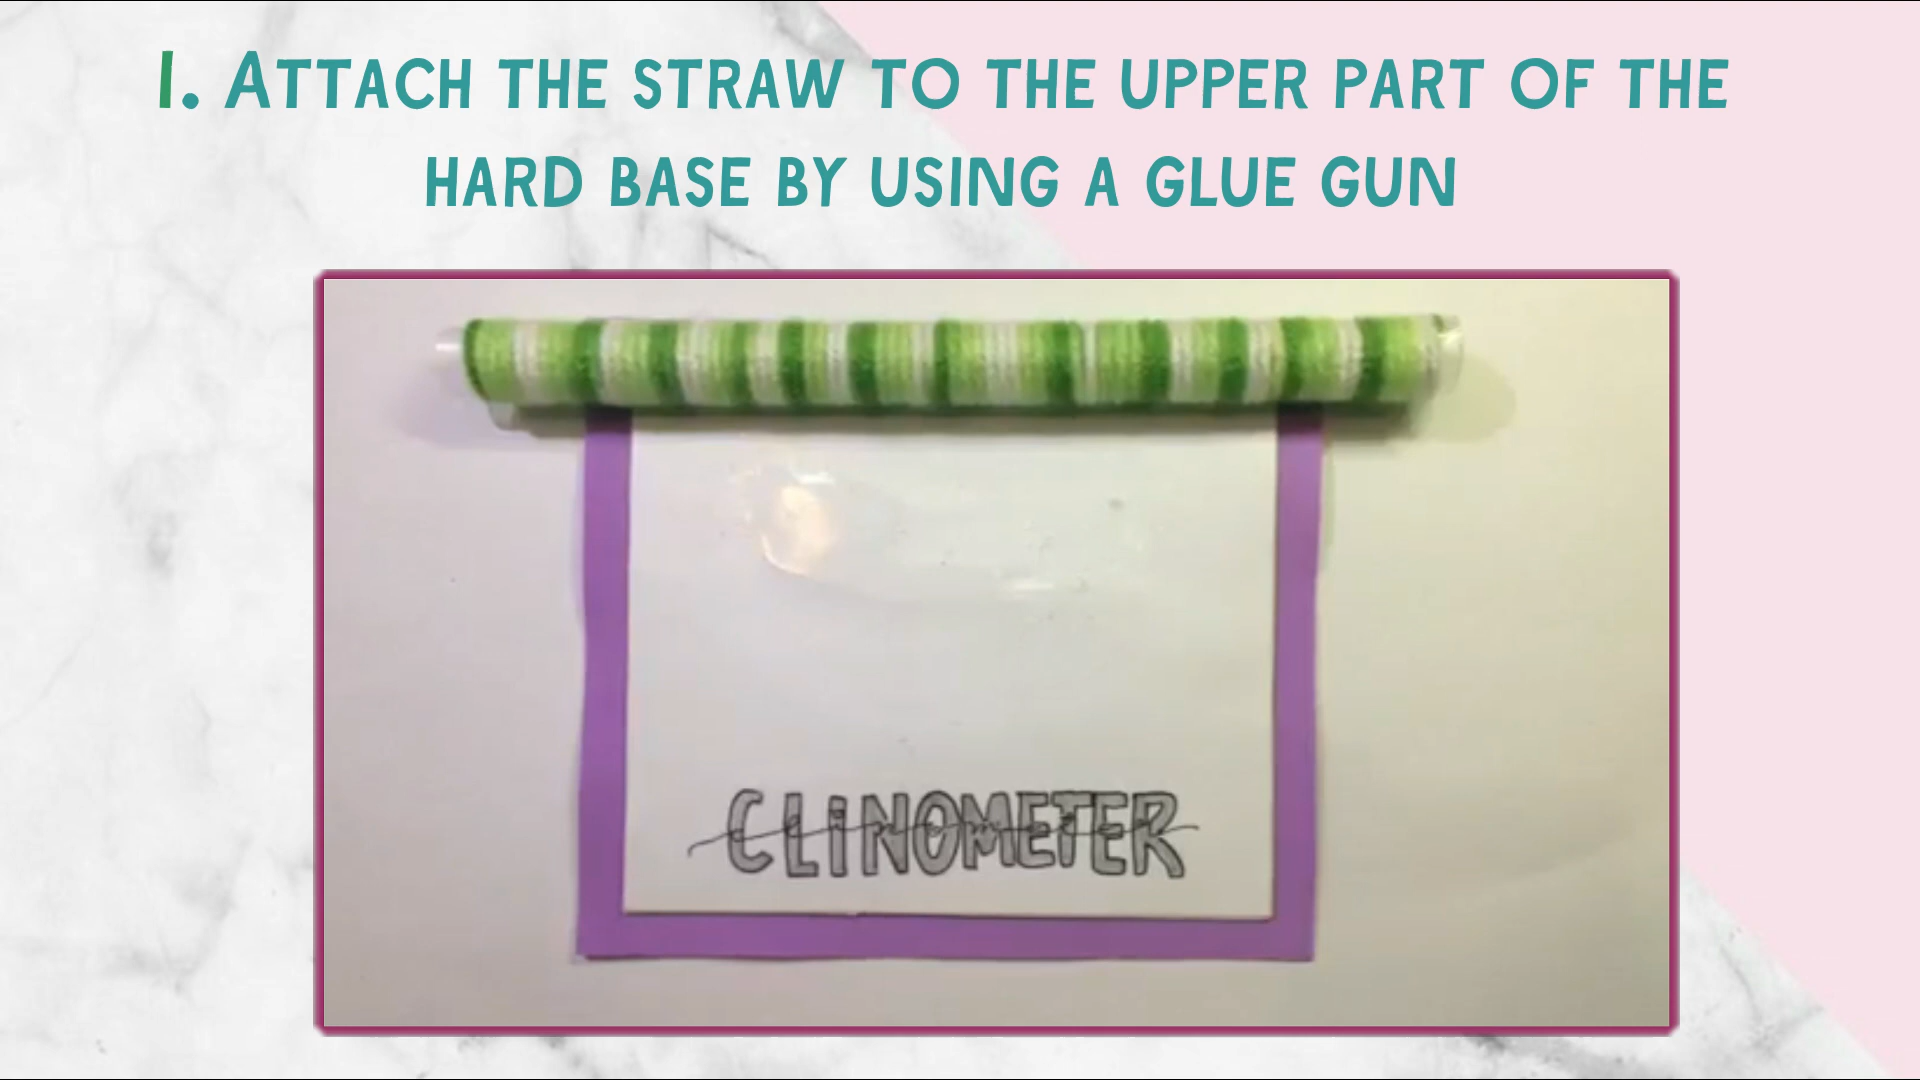 1. ATTACH THE STRAW TO THE UPPER PART OF THE
HARD BASE BY USING A GLUE GUN
CLINOMETER